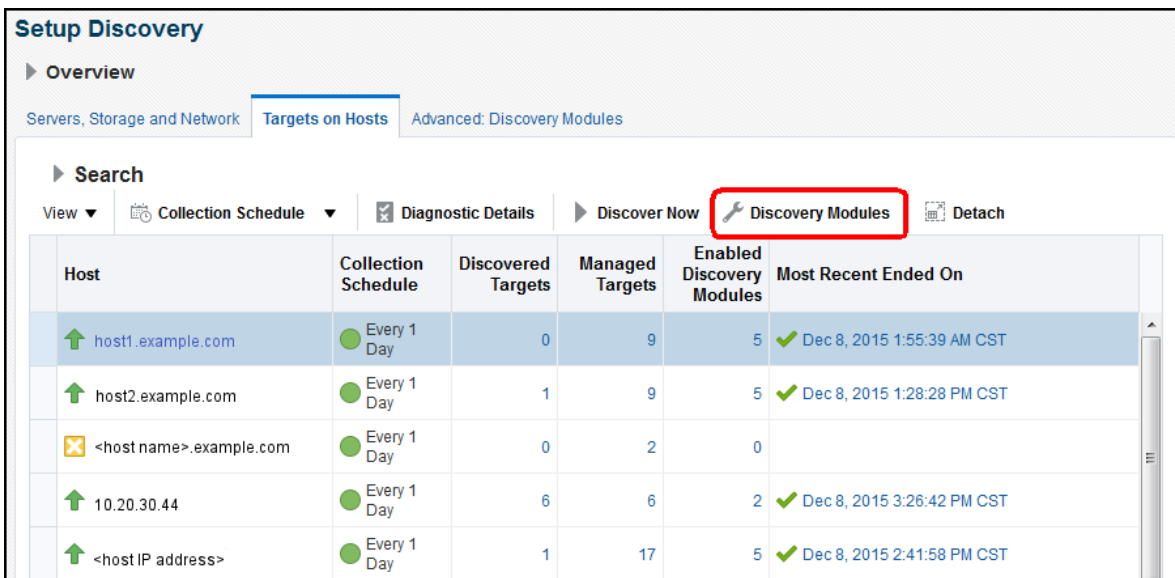 Setup Discovery
Overview
Servers, Storage and Network Targets on Hosts Advanced: Discovery Modules
Search
View Collection Schedule Diagnostic Details Discover Now Discovery Modules Detach
Host Collection Schedule Discovered Targets Managed Targets Enabled Discovery Modules Most Recent Ended On
host1.example.com Every 1 Day 0 9 5 Dec 8, 2015 1:55:39 AM CST
host2.example.com Every 1 Day 1 9 5 Dec 8, 2015 1:28:28 PM CST
<host name>.example.com Every 1 Day 0 2 0
10.20.30.44 Every 1 Day 6 6 2 Dec 8, 2015 3:26:42 PM CST
<host IP address> Every 1 Day 1 17 5 Dec 8, 2015 2:41:58 PM CST